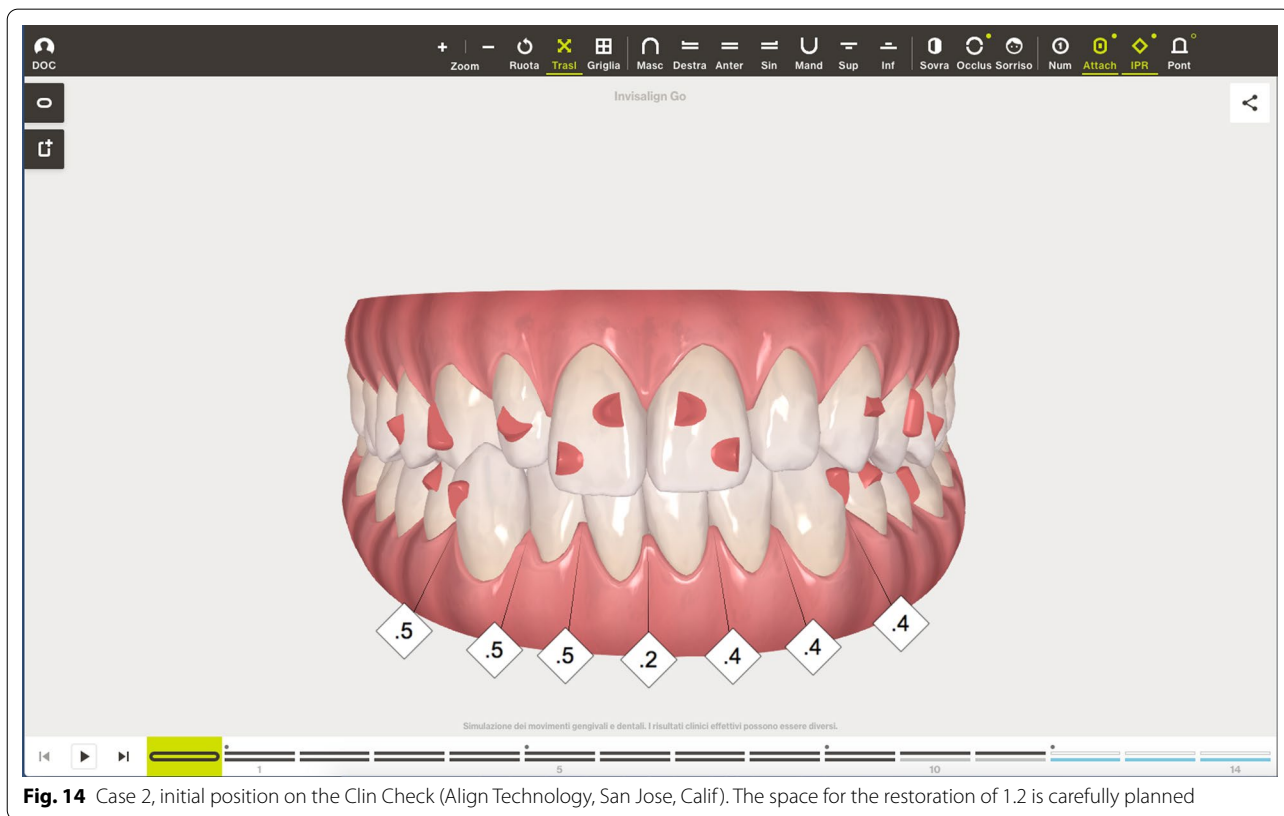 DOC
+ | −
Zoom Ruota Trasl Griglia Masc Destra Anter Sin Mand Sup Inf Sovra Occlus Sorriso Num Attach IPR Pont
1
Invisalign Go
.5 .5 .5 .2 .4 .4 .4
Simulazione dei movimenti gengivali e dentali. I risultati clinici effettivi possono essere diversi.
1 5 10 14
Fig. 14 Case 2, initial position on the Clin Check (Align Technology, San Jose, Calif). The space for the restoration of 1.2 is carefully planned